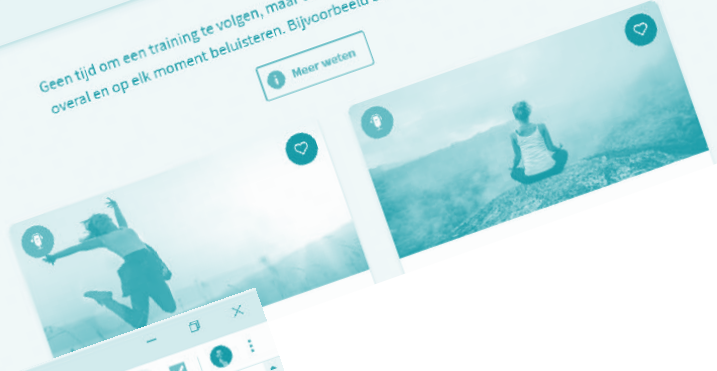 Geen tijd om een training te volgen, maar
overal en op elk moment beluisteren. Bijvoorbeeld
Meer weten